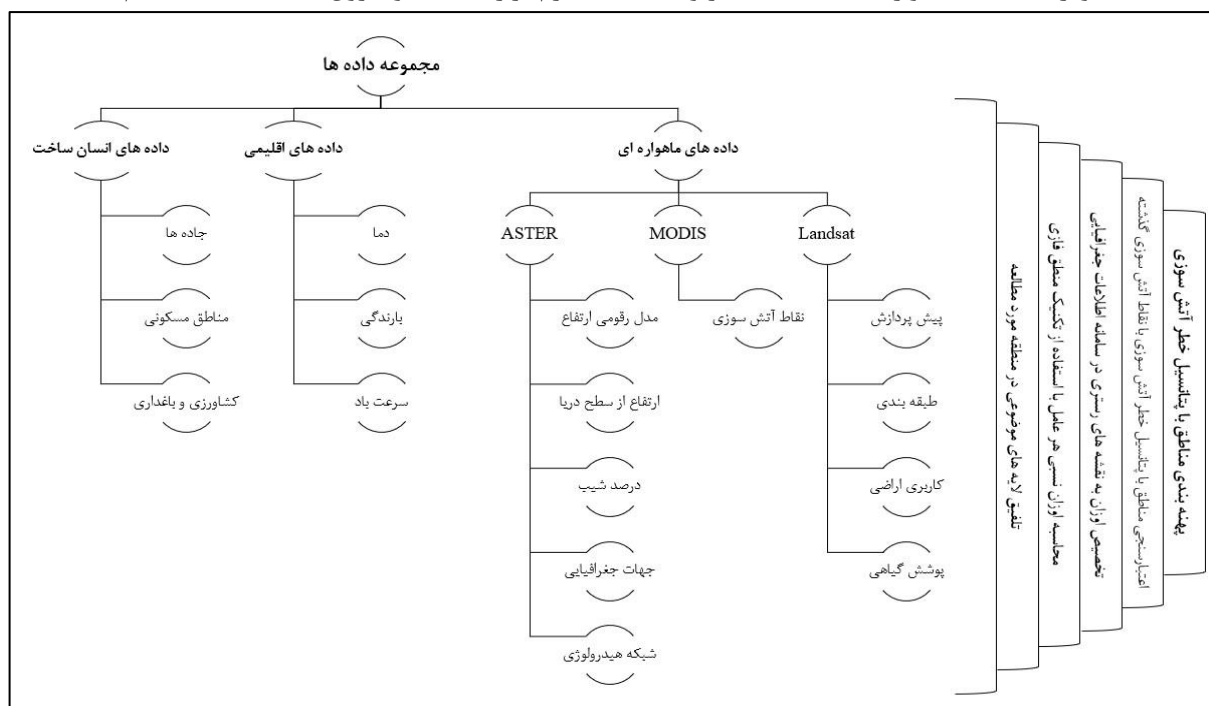 مجموعه داده ها
داده های ماهواره ای
داده های اقلیمی
داده های انسان ساخت
Landsat
MODIS
ASTER
پیش پردازش
طبقه بندی
کاربری اراضی
پوشش گیاهی
نقاط آتش سوزی
مدل رقومی ارتفاع
ارتفاع از سطح دریا
درصد شیب
جهات جغرافیایی
شبکه هیدرولوژی
دما
بارندگی
سرعت باد
جاده ها
مناطق مسکونی
کشاورزی و باغداری
تلفیق لایه های موضوعی در منطقه مورد مطالعه
محاسبه اوزان نسبی هر عامل با استفاده از تکنیک منطق فازی
تخصیص اوزان به نقشه های رستری در سامانه اطلاعات جغرافیایی
اعتبارسنجی مناطق با پتانسیل خطر آتش سوزی با نقاط آتش سوزی گذشته
پهنه بندی مناطق با پتانسیل خطر آتش سوزی